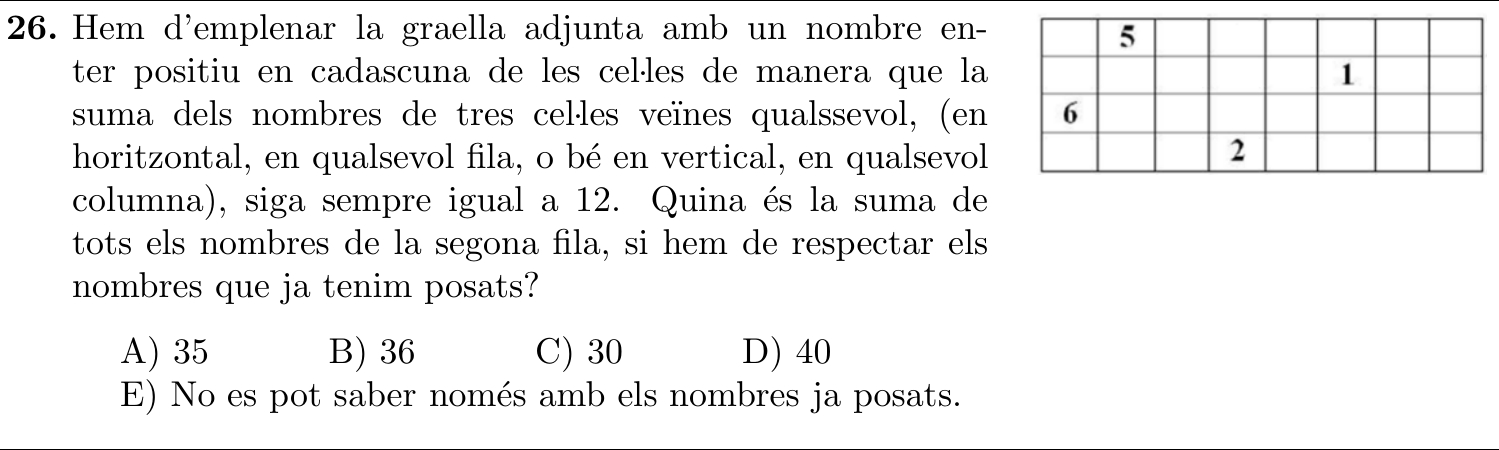 26. Hem d’emplenar la graella adjunta amb un nombre en-
ter positiu en cadascuna de les cel·les de manera que la
suma dels nombres de tres cel·les veïnes qualssevol, (en
horitzontal, en qualsevol fila, o bé en vertical, en qualsevol
columna), siga sempre igual a 12. Quina és la suma de
tots els nombres de la segona fila, si hem de respectar els
nombres que ja tenim posats?
A) 35 B) 36 C) 30 D) 40
E) No es pot saber només amb els nombres ja posats.
5
1
6
2